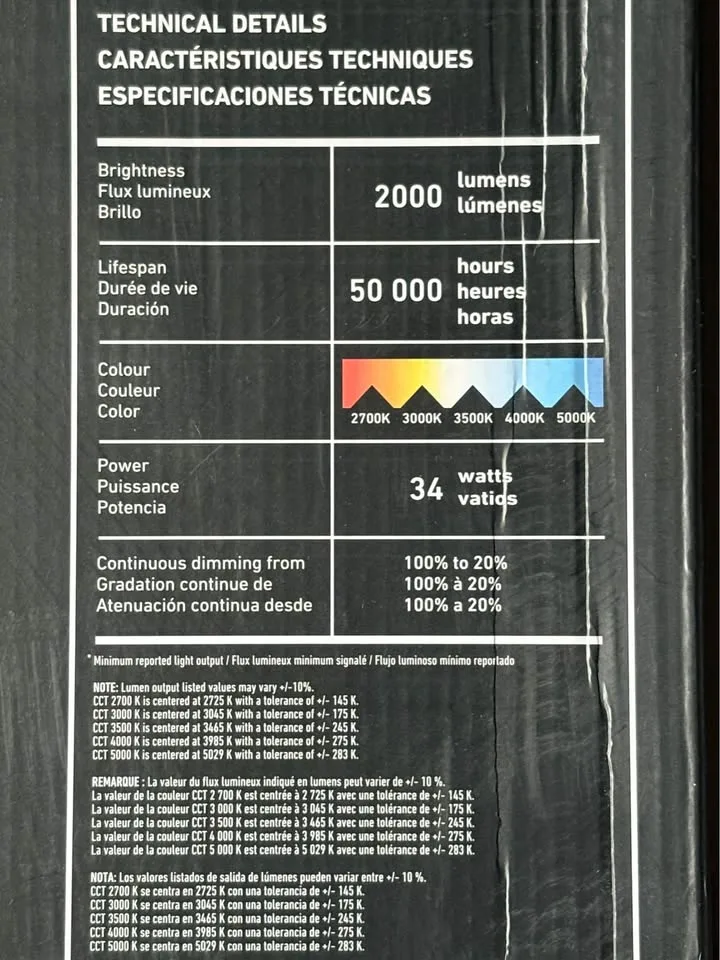 TECHNICAL DETAILS
CARACTÉRISTIQUES TECHNIQUES
ESPECIFICACIONES TÉCNICAS
Brightness
Flux lumineux
Brillo
2000 lumens
lúmenes
Lifespan
Durée de vie
Duración
50 000 hours
heures
horas
Colour
Couleur
Color
2700K 3000K 3500K 4000K 5000K
Power
Puissance
Potencia
34 watts
vatios
Continuous dimming from
Gradation continue de
Atenuación continua desde
100% to 20%
100% à 20%
100% a 20%
* Minimum reported light output / Flux lumineux minimum signalé / Flujo luminoso mínimo reportado
NOTE: Lumen output listed values may vary +/-10%.
CCT 2700 K is centered at 2725 K with a tolerance of +/- 145 K.
CCT 3000 K is centered at 3045 K with a tolerance of +/- 175 K.
CCT 3500 K is centered at 3465 K with a tolerance of +/- 245 K.
CCT 4000 K is centered at 3985 K with a tolerance of +/- 275 K.
CCT 5000 K is centered at 5029 K with a tolerance of +/- 283 K.
REMARQUE : La valeur du flux lumineux indiqué en lumens peut varier de +/- 10 %.
La valeur de la couleur CCT 2 700 K est centrée à 2 725 K avec une tolérance de +/- 145 K.
La valeur de la couleur CCT 3 000 K est centrée à 3 045 K avec une tolérance de +/- 175 K.
La valeur de la couleur CCT 3 500 K est centrée à 3 465 K avec une tolérance de +/- 245 K.
La valeur de la couleur CCT 4 000 K est centrée à 3 985 K avec une tolérance de +/- 275 K.
La valeur de la couleur CCT 5 000 K est centrée à 5 029 K avec une tolérance de +/- 283 K.
NOTA: Los valores listados de salida de lúmenes pueden variar entre +/- 10 %.
CCT 2700 K se centra en 2725 K con una tolerancia de +/- 145 K.
CCT 3000 K se centra en 3045 K con una tolerancia de +/- 175 K.
CCT 3500 K se centra en 3465 K con una tolerancia de +/- 245 K.
CCT 4000 K se centra en 3985 K con una tolerancia de +/- 275 K.
CCT 5000 K se centra en 5029 K con una tolerancia de +/- 283 K.